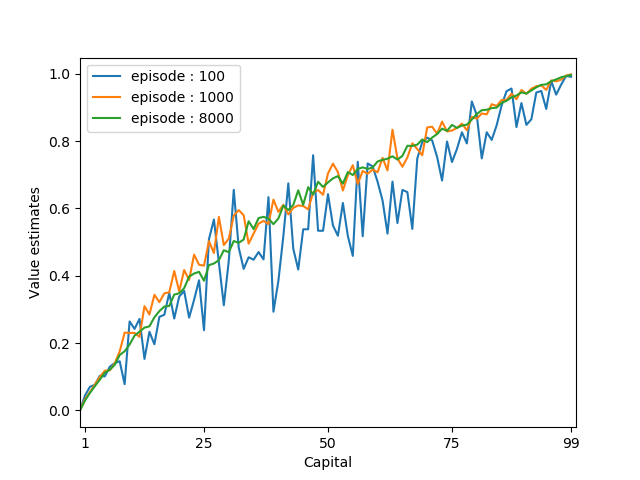 episode : 100
episode : 1000
episode : 8000
1.0
0.8
0.6
0.4
0.2
0.0
Value estimates
1 25 50 75 99
Capital